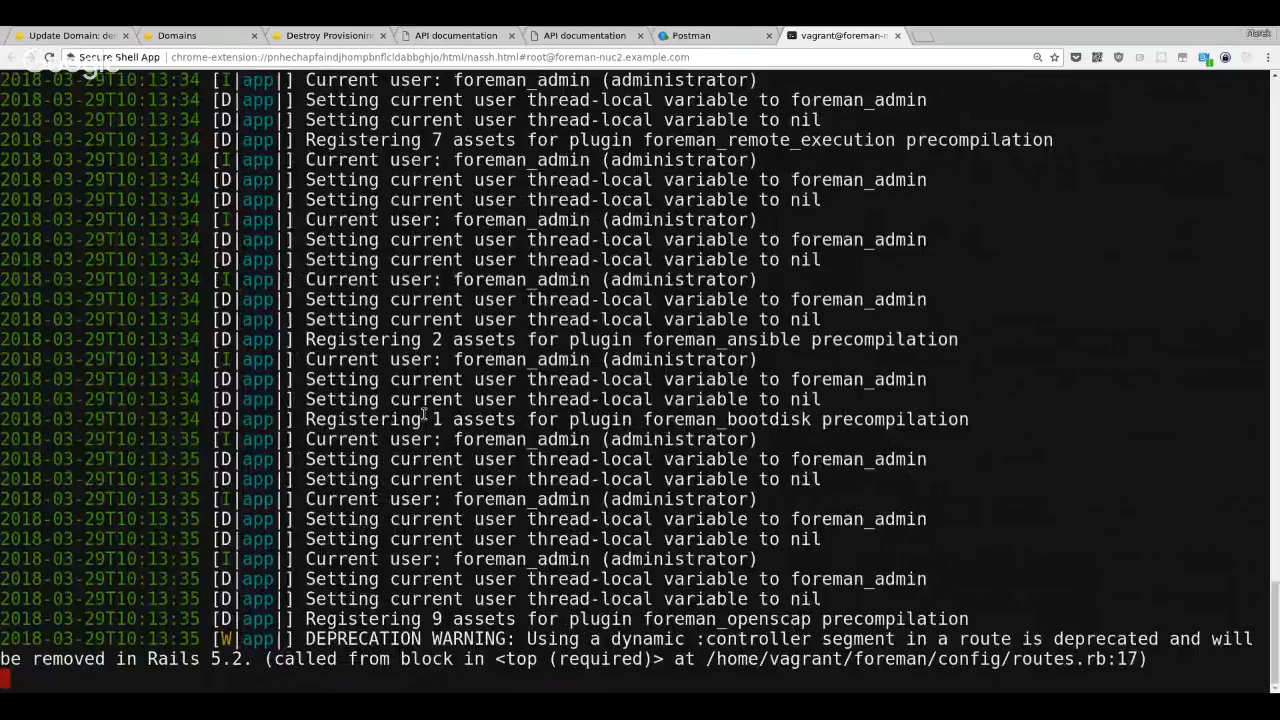 Update Domain: de
Domains
Destroy Provisionin
API documentation
API documentation
Postman
vagrant@foreman-n
Marek
Secure Shell App
chrome-extension://pnhechapfaindjhompbnflcldabbghjo/html/nassh.html#root@foreman-nuc2.example.com
Google
2018-03-29T10:13:34 [I|app|] Current user: foreman_admin (administrator)
2018-03-29T10:13:34 [D|app|] Setting current user thread-local variable to foreman_admin
2018-03-29T10:13:34 [D|app|] Setting current user thread-local variable to nil
2018-03-29T10:13:34 [D|app|] Registering 7 assets for plugin foreman_remote_execution precompilation
2018-03-29T10:13:34 [I|app|] Current user: foreman_admin (administrator)
2018-03-29T10:13:34 [D|app|] Setting current user thread-local variable to foreman_admin
2018-03-29T10:13:34 [D|app|] Setting current user thread-local variable to nil
2018-03-29T10:13:34 [I|app|] Current user: foreman_admin (administrator)
2018-03-29T10:13:34 [D|app|] Setting current user thread-local variable to foreman_admin
2018-03-29T10:13:34 [D|app|] Setting current user thread-local variable to nil
2018-03-29T10:13:34 [I|app|] Current user: foreman_admin (administrator)
2018-03-29T10:13:34 [D|app|] Setting current user thread-local variable to foreman_admin
2018-03-29T10:13:34 [D|app|] Setting current user thread-local variable to nil
2018-03-29T10:13:34 [D|app|] Registering 2 assets for plugin foreman_ansible precompilation
2018-03-29T10:13:34 [I|app|] Current user: foreman_admin (administrator)
2018-03-29T10:13:34 [D|app|] Setting current user thread-local variable to foreman_admin
2018-03-29T10:13:34 [D|app|] Setting current user thread-local variable to nil
2018-03-29T10:13:34 [D|app|] Registering 1 assets for plugin foreman_bootdisk precompilation
2018-03-29T10:13:35 [I|app|] Current user: foreman_admin (administrator)
2018-03-29T10:13:35 [D|app|] Setting current user thread-local variable to foreman_admin
2018-03-29T10:13:35 [D|app|] Setting current user thread-local variable to nil
2018-03-29T10:13:35 [I|app|] Current user: foreman_admin (administrator)
2018-03-29T10:13:35 [D|app|] Setting current user thread-local variable to foreman_admin
2018-03-29T10:13:35 [D|app|] Setting current user thread-local variable to nil
2018-03-29T10:13:35 [I|app|] Current user: foreman_admin (administrator)
2018-03-29T10:13:35 [D|app|] Setting current user thread-local variable to foreman_admin
2018-03-29T10:13:35 [D|app|] Setting current user thread-local variable to nil
2018-03-29T10:13:35 [D|app|] Registering 9 assets for plugin foreman_openscap precompilation
2018-03-29T10:13:35 [W|app|] DEPRECATION WARNING: Using a dynamic :controller segment in a route is deprecated and will
be removed in Rails 5.2. (called from block in <top (required)> at /home/vagrant/foreman/config/routes.rb:17)